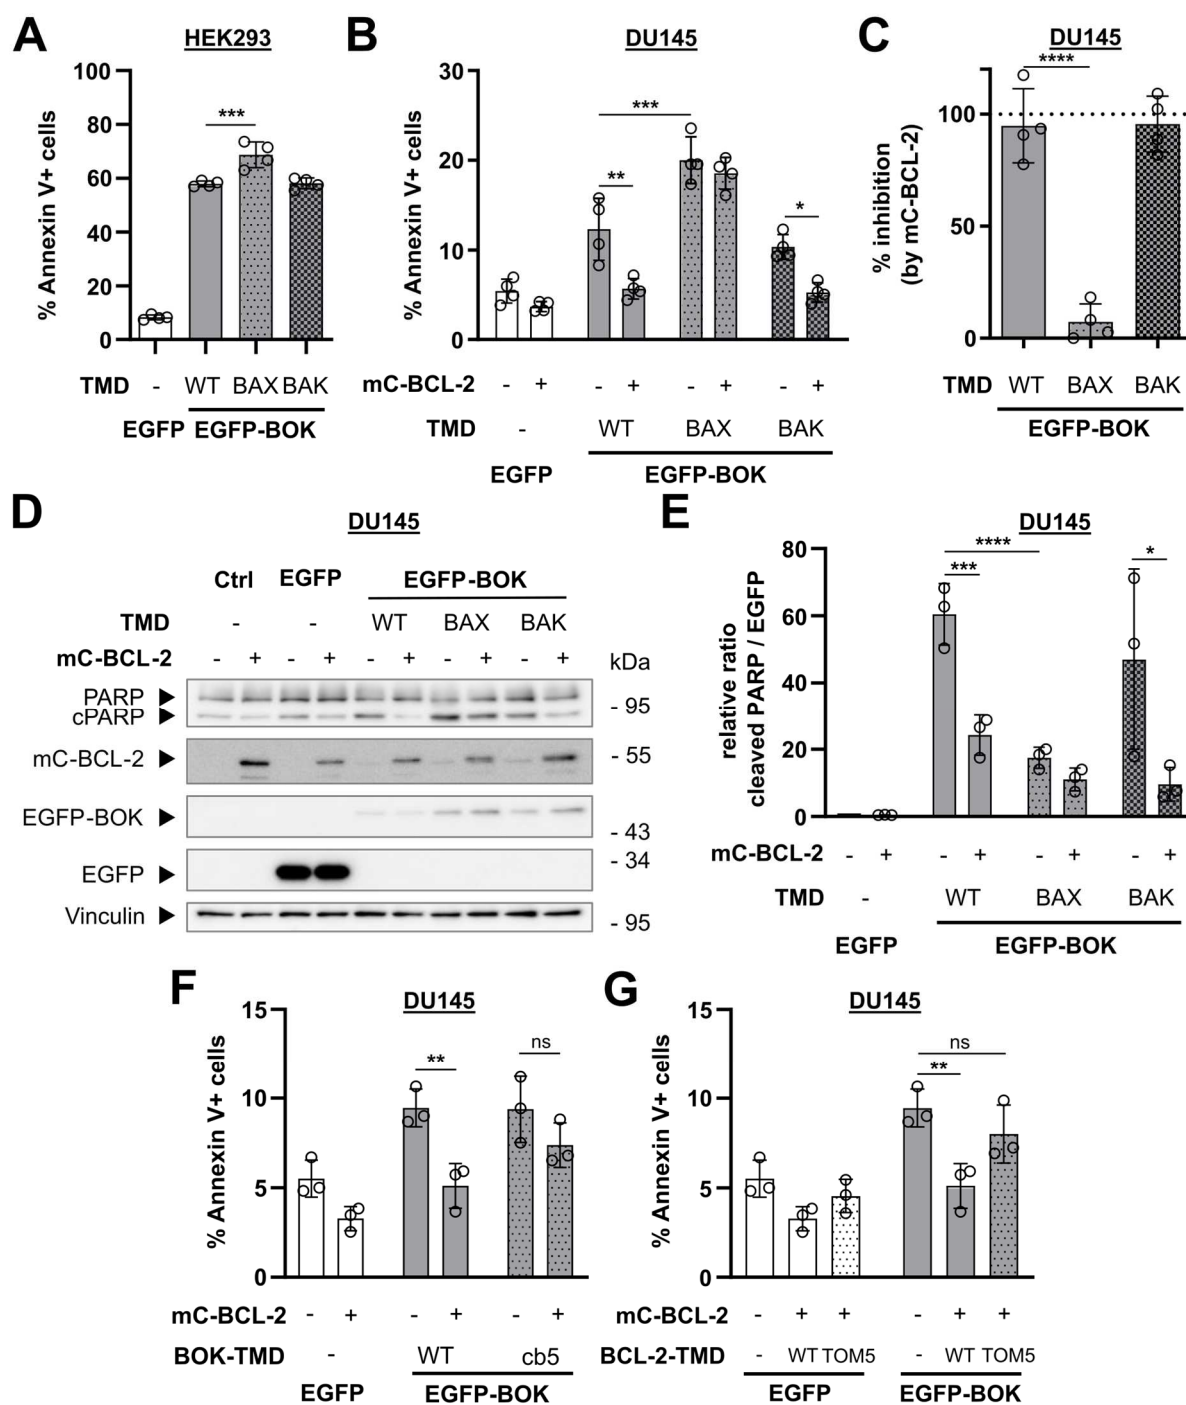 A
HEK293
% Annexin V+ cells
100
80
60
40
20
0
***
TMD - WT BAX BAK
EGFP EGFP-BOK
B
DU145
% Annexin V+ cells
30
20
10
0
***
**
*
mC-BCL-2 - + - + - + - +
TMD - WT BAX BAK
EGFP EGFP-BOK
C
DU145
% inhibition
(by mC-BCL-2)
100
50
0
****
TMD WT BAX BAK
EGFP-BOK
D
DU145
Ctrl EGFP EGFP-BOK
TMD - - WT BAX BAK
mC-BCL-2 - + - + - + - + - + kDa
PARP
cPARP
- 95
mC-BCL-2 - 55
EGFP-BOK
- 43
- 34
EGFP
Vinculin
- 95
E
DU145
relative ratio
cleaved PARP / EGFP
80
60
40
20
0
****
***
*
mC-BCL-2 - + - + - + - +
TMD - WT BAX BAK
EGFP EGFP-BOK
F
DU145
% Annexin V+ cells
15
10
5
0
**
ns
mC-BCL-2 - + - + - +
BOK-TMD - WT cb5
EGFP EGFP-BOK
G
DU145
% Annexin V+ cells
15
10
5
0
ns
**
mC-BCL-2 - + + - + +
BCL-2-TMD - WT TOM5 - WT TOM5
EGFP EGFP-BOK